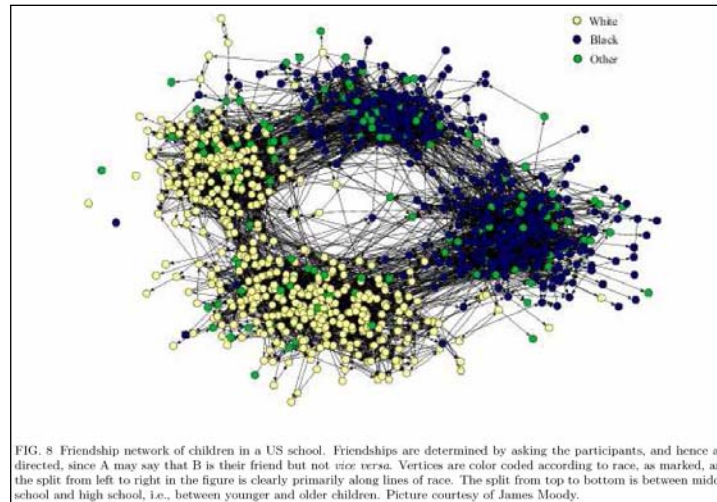 White
Black
Other
FIG. 8 Friendship network of children in a US school. Friendships are determined by asking the participants, and hence a
directed, since A may say that B is their friend but not vice versa. Vertices are color coded according to race, as marked, a
the split from left to right in the figure is clearly primarily along lines of race. The split from top to bottom is between midd
school and high school, i.e., between younger and older children. Picture courtesy of James Moody.